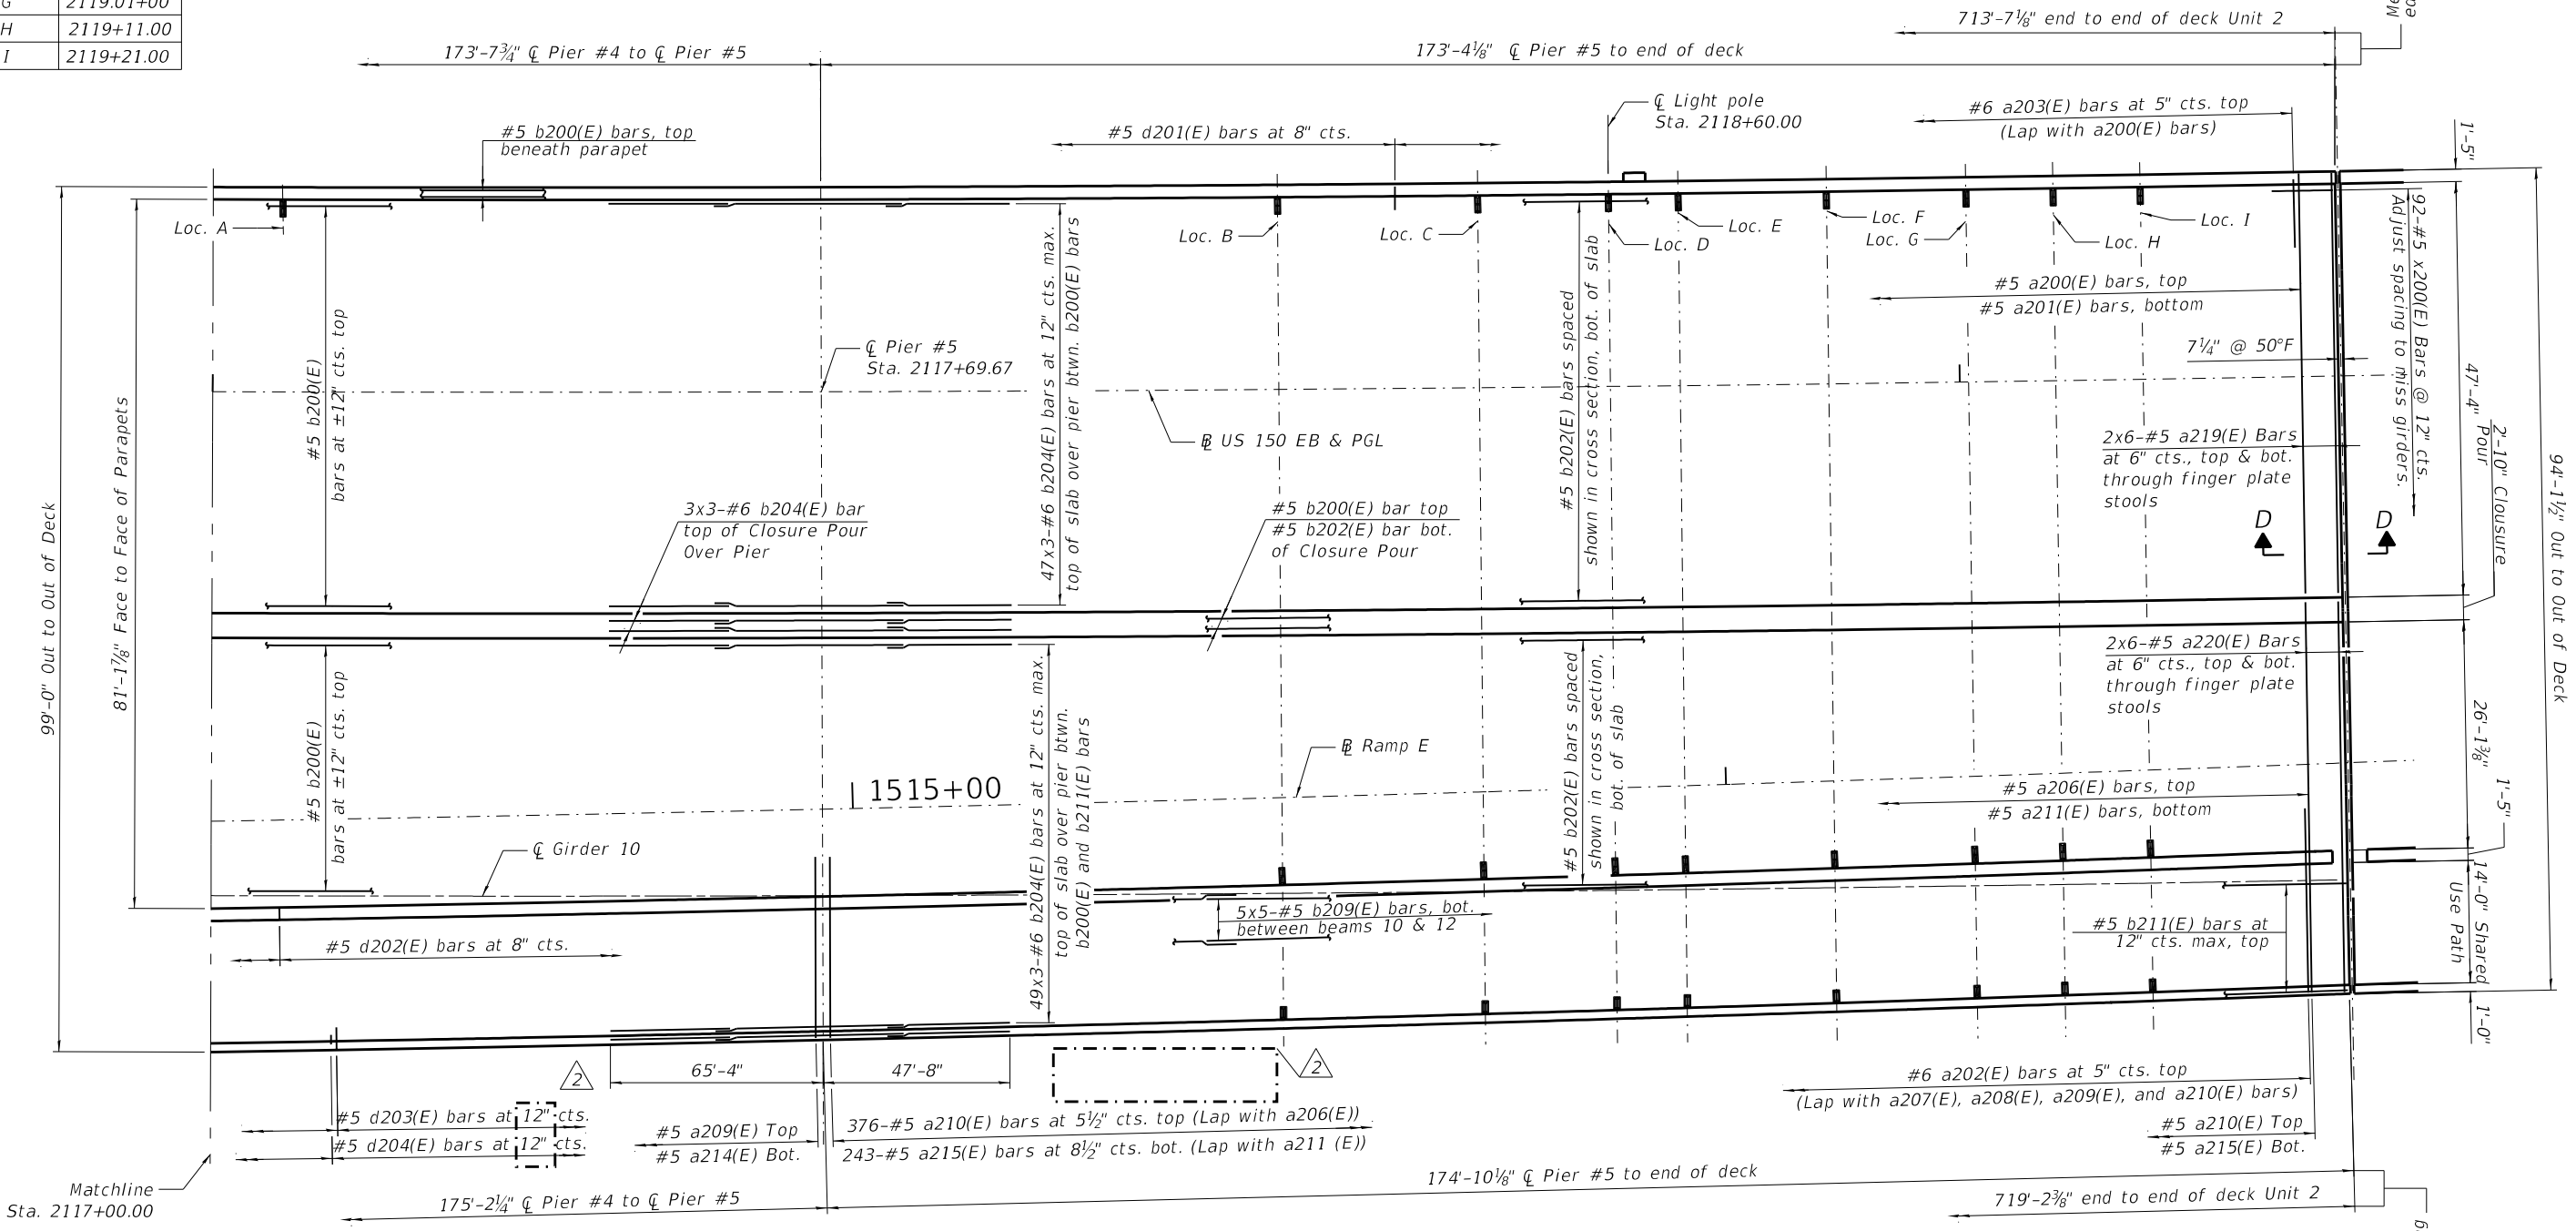 G 2119.01+00
H 2119+11.00
I 2119+21.00
713'-7⅛" end to end of deck Unit 2
173'-7¾" ℄ Pier #4 to ℄ Pier #5
173'-4⅛" ℄ Pier #5 to end of deck
℄ Light pole
Sta. 2118+60.00
#6 a203(E) bars at 5" cts. top
(Lap with a200(E) bars)
#5 b200(E) bars, top
beneath parapet
#5 d201(E) bars at 8" cts.
1'-5"
Loc. A
Loc. B
Loc. C
Loc. D
Loc. E
Loc. F
Loc. G
Loc. H
Loc. I
#5 a200(E) bars, top
#5 a201(E) bars, bottom
92-#5 x200(E) Bars @ 12" cts.
Adjust spacing to miss girders.
7¼" @ 50°F
℄ Pier #5
Sta. 2117+69.67
#5 b200(E)
bars at ±12" cts. top
47x3-#6 b204(E) bars at 12" cts. max.
top of slab over pier btwn. b200(E) bars
#5 b202(E) bars spaced
shown in cross section, bot. of slab
47'-4"
2'-10" Clousure
Pour
94'-1½" Out to Out of Deck
99'-0" Out to Out of Deck
81'-1⅞" Face to Face of Parapets
℄ US 150 EB & PGL
2x6-#5 a219(E) Bars
at 6" cts., top & bot.
through finger plate
stools
3x3-#6 b204(E) bar
top of Closure Pour
Over Pier
#5 b200(E) bar top
#5 b202(E) bar bot.
of Closure Pour
D
D
2x6-#5 a220(E) Bars
at 6" cts., top & bot.
through finger plate
stools
#5 b200(E)
bars at ±12" cts. top
49x3-#6 b204(E) bars at 12" cts. max.
top of slab over pier btwn.
b200(E) and b211(E) bars
#5 b202(E) bars spaced
shown in cross section,
bot. of slab
26'-1⅜"
1'-5"
℄ Ramp E
1515+00
#5 a206(E) bars, top
#5 a211(E) bars, bottom
℄ Girder 10
5x5-#5 b209(E) bars, bot.
between beams 10 & 12
#5 b211(E) bars at
12" cts. max, top
14'-0" Shared
Use Path
1'-0"
#5 d202(E) bars at 8" cts.
2
65'-4"
47'-8"
2
#6 a202(E) bars at 5" cts. top
(Lap with a207(E), a208(E), a209(E), and a210(E) bars)
#5 d203(E) bars at 12" cts.
#5 d204(E) bars at 12" cts.
#5 a209(E) Top
#5 a214(E) Bot.
376-#5 a210(E) bars at 5½" cts. top (Lap with a206(E))
243-#5 a215(E) bars at 8½" cts. bot. (Lap with a211 (E))
#5 a210(E) Top
#5 a215(E) Bot.
Matchline
Sta. 2117+00.00
175'-2¼" ℄ Pier #4 to ℄ Pier #5
174'-10⅛" ℄ Pier #5 to end of deck
719'-2⅜" end to end of deck Unit 2